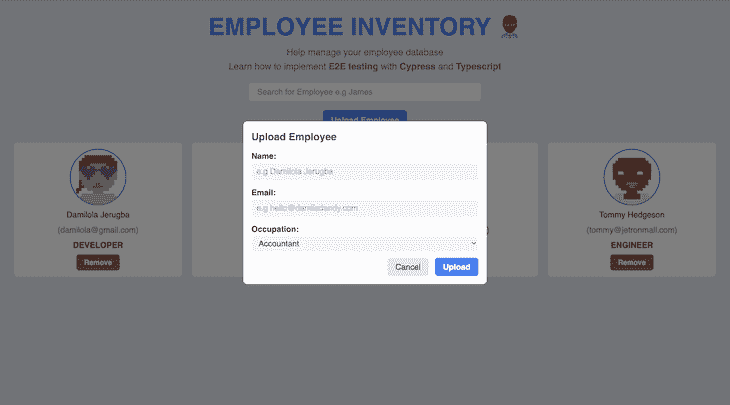 EMPLOYEE INVENTORY
Help manage your employee database
Learn how to implement E2E testing with Cypress and Typescript
Search for Employee e.g James
Upload Employee
Upload Employee
Name:
e.g Damilola Jerugba
Email:
e.g hello@damiledandy.com
Occupation:
Accountant
Cancel
Upload
Damilola Jerugba
(damilola@gmail.com)
DEVELOPER
Remove
Tommy Hedgeson
(tommy@jetronmall.com)
ENGINEER
Remove